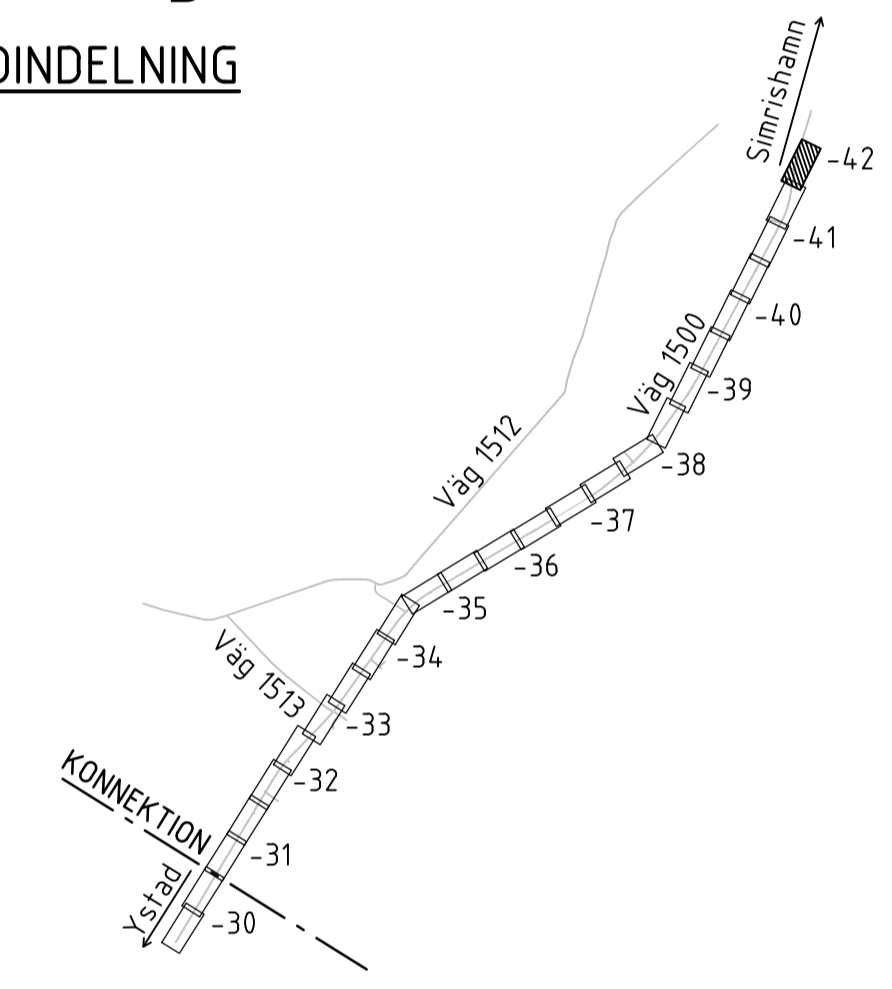 DINDELNING
Simrishamn
-42
-41
-40
Väg 1500
-39
-38
Väg 1512
-37
-36
-35
-34
Väg 1513
-33
-32
KONNEKTION
-31
Ystad
-30